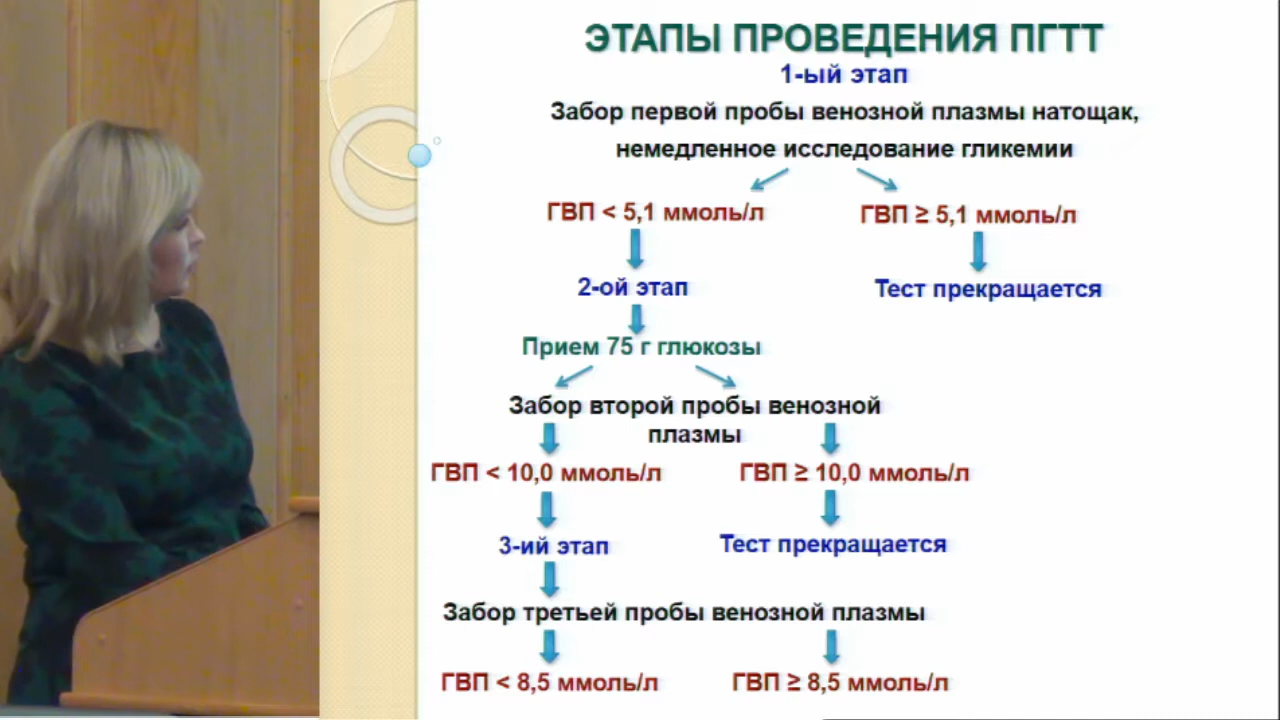 ЭТАПЫ ПРОВЕДЕНИЯ ПГТТ
1-ый этап
Забор первой пробы венозной плазмы натощак,
немедленное исследование гликемии
ГВП < 5,1 ммоль/л
ГВП ≥ 5,1 ммоль/л
2-ой этап
Тест прекращается
Прием 75 г глюкозы
Забор второй пробы венозной
плазмы
ГВП < 10,0 ммоль/л
ГВП ≥ 10,0 ммоль/л
3-ий этап
Тест прекращается
Забор третьей пробы венозной плазмы
ГВП < 8,5 ммоль/л
ГВП ≥ 8,5 ммоль/л